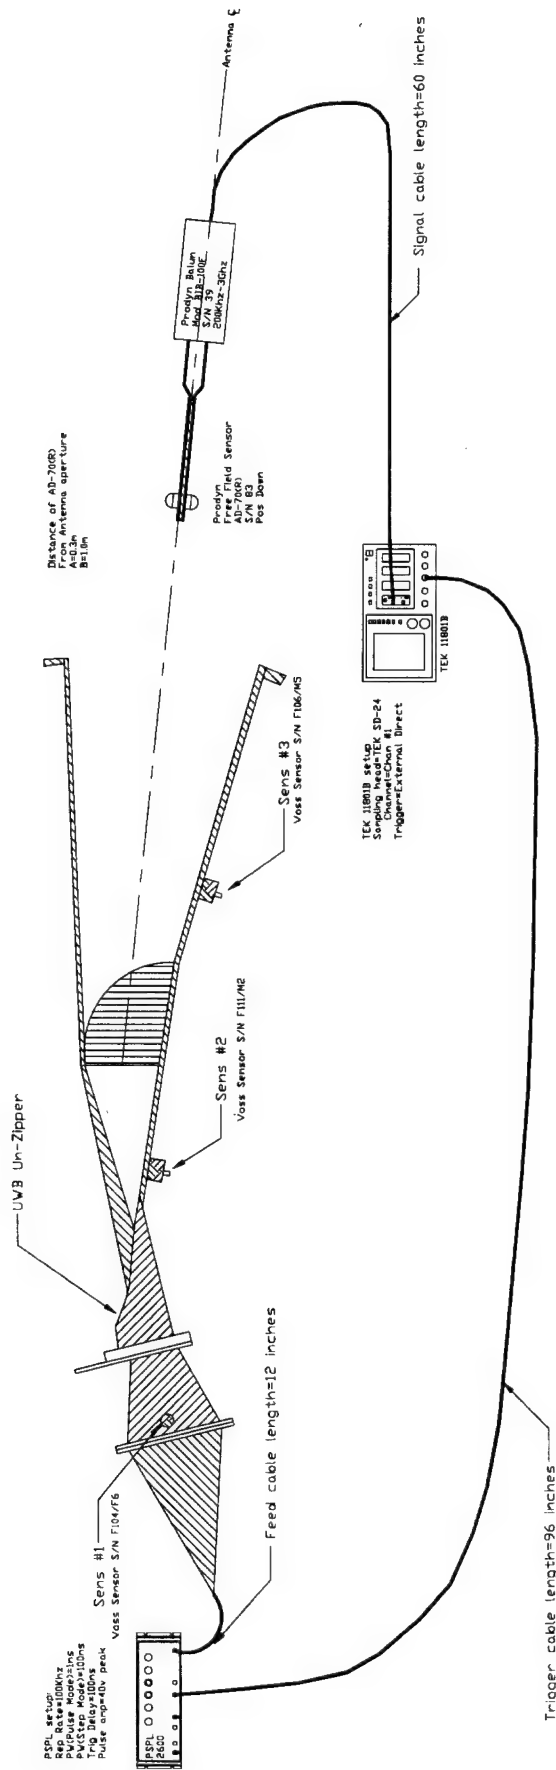 PSPL setup:
Rep Rate=100Khz
PW(Pulse Mode)=1ns
PW(Step Mode)=100ns
Trig Delay=100ns
Pulse amp=40v peak
PSPL
2600
Sens #1
Voss Sensor S/N F104/F6
Feed cable length=12 inches
Trigger cable length=96 inches
UWB Un-Zipper
Sens #2
Voss Sensor S/N F111/M2
Sens #3
Voss Sensor S/N F106/M5
Distance of AD-70(R)
From Antenna aperture
A=0.3m
B=1.0m
Prodyn
Free Field Sensor
AD-70(R)
S/N 83
Pos Down
Prodyn Balun
Mod BIB-100F
S/N 39
200Khz-3Ghz
Antenna ℄
TEK 11801B setup
Sampling head=TEK SD-24
Channel=Chan #1
Trigger=External Direct
TEK 11801B
Signal cable length=60 inches